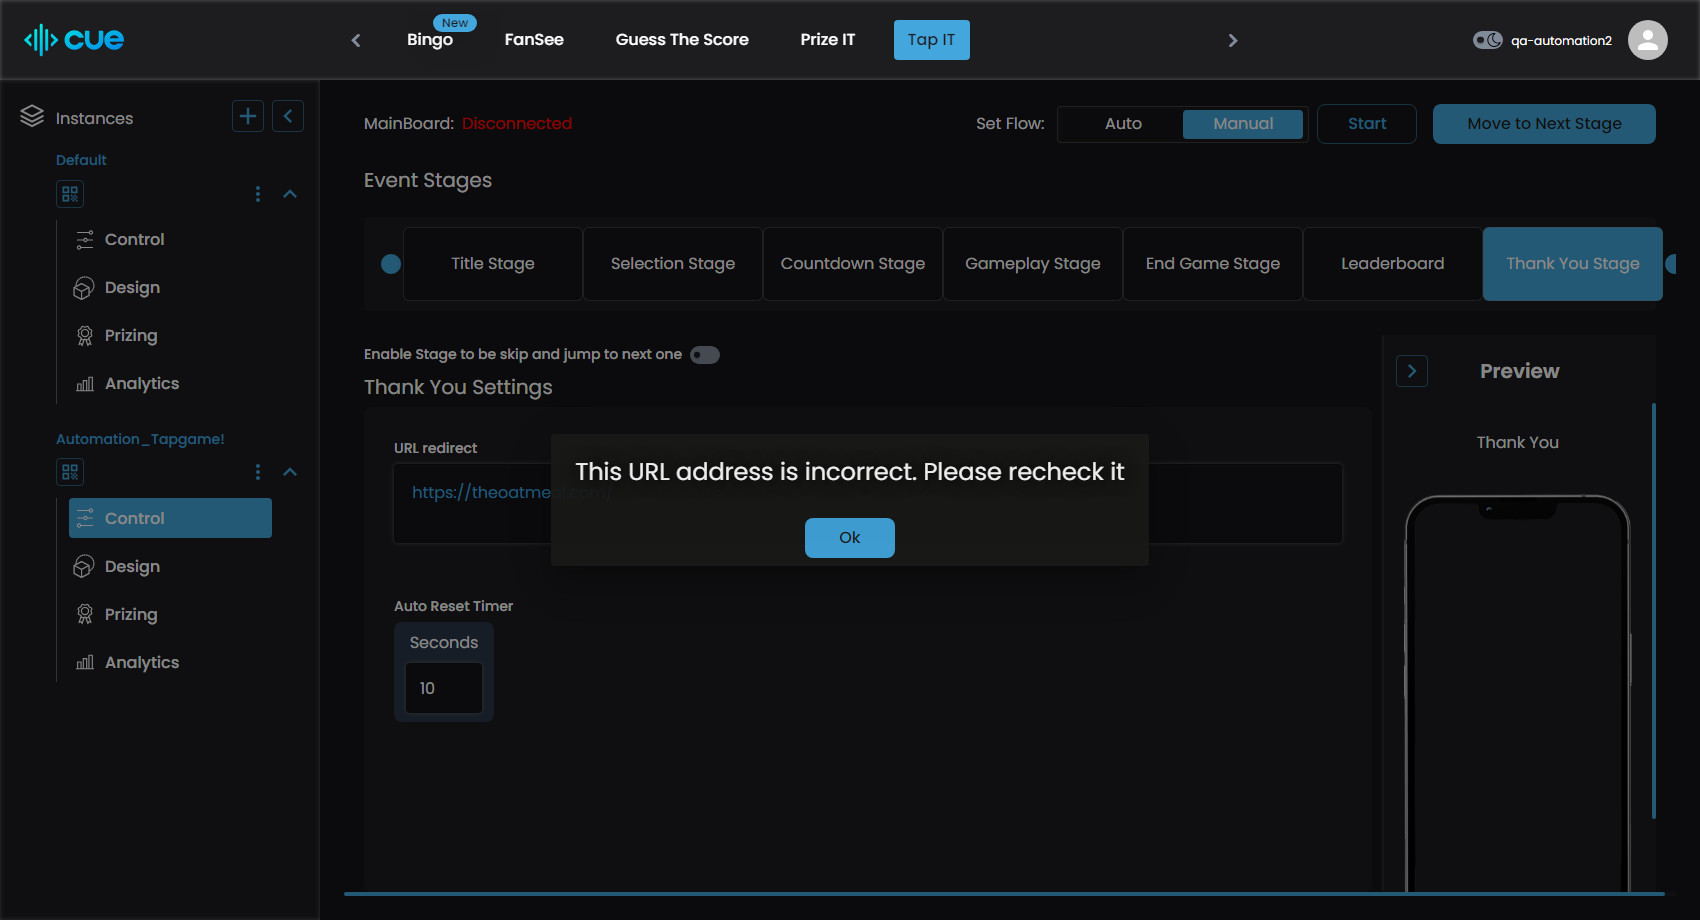 cue
New
Bingo
FanSee
Guess The Score
Prize IT
Tap IT
qa-automation2
Instances
Default
Control
Design
Prizing
Analytics
Automation_Tapgame!
Control
Design
Prizing
Analytics
MainBoard: Disconnected
Set Flow:
Auto
Manual
Start
Move to Next Stage
Event Stages
Title Stage
Selection Stage
Countdown Stage
Gameplay Stage
End Game Stage
Leaderboard
Thank You Stage
Enable Stage to be skip and jump to next one
Thank You Settings
URL redirect
https://theoatmeal.com/
This URL address is incorrect. Please recheck it
Ok
Auto Reset Timer
Seconds
10
Preview
Thank You